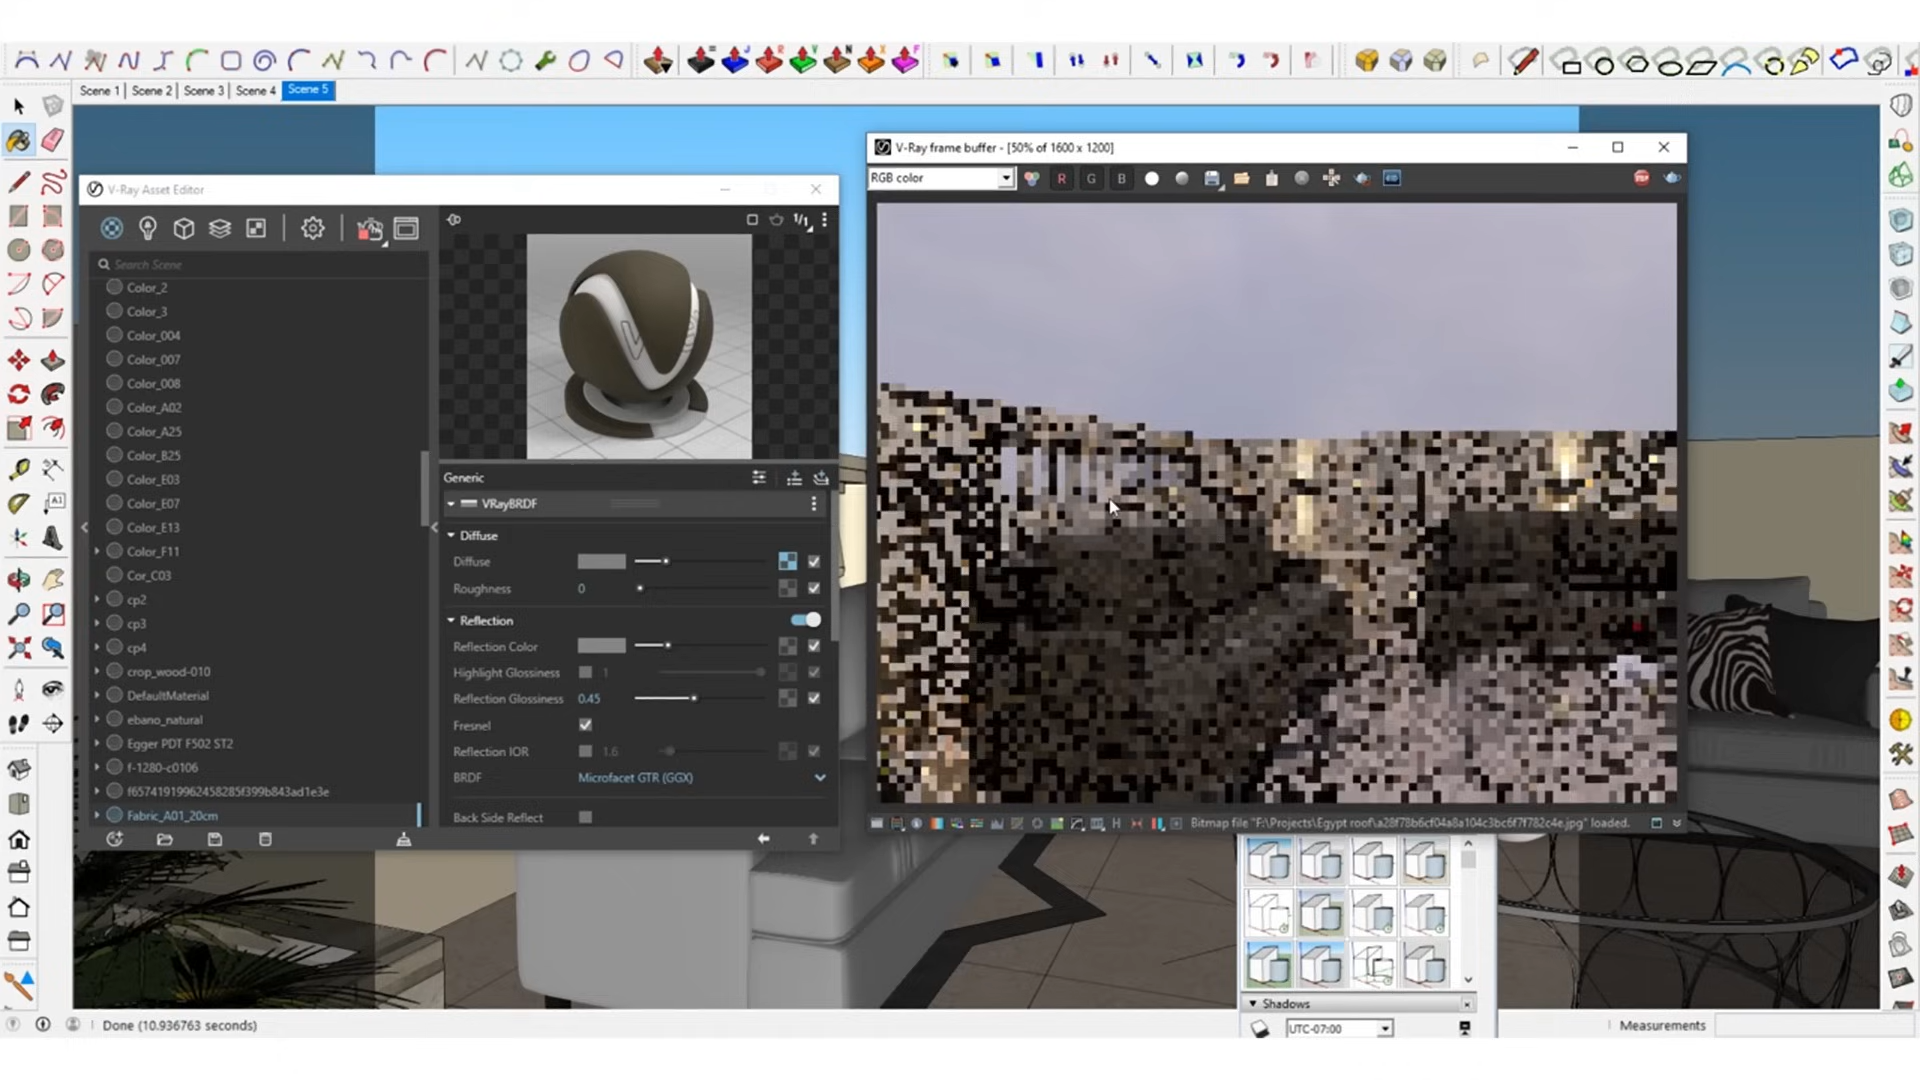 Scene 1 Scene 2 Scene 3 Scene 4 Scene 5
V-Ray frame buffer - [50% of 1600 x 1200]
RGB color
R G B
V-Ray Asset Editor
1/1
Search Scene
Color_2
Color_3
Color_004
Color_007
Color_008
Color_A02
Color_A25
Color_B25
Color_E03
Color_E07
Color_E13
Color_F11
Cor_C03
cp2
cp3
cp4
crop_wood-010
DefaultMaterial
ebano_natural
Egger PDT F502 ST2
f-1280-c0106
f65741919962458285f399b843ad1e3e
Fabric_A01_20cm
Generic
VRayBRDF
Diffuse
Diffuse
Roughness 0
Reflection
Reflection Color
Highlight Glossiness 1
Reflection Glossiness 0.45
Fresnel
Reflection IOR 1.6
BRDF Microfacet GTR (GGX)
Back Side Reflect
H
Bitmap file "F:\Projects\Egypt roof\a28f78b6cf04a8a104c3bc6f7f782c4e.jpg" loaded.
Shadows
UTC-07:00
Done (10.936763 seconds)
Measurements